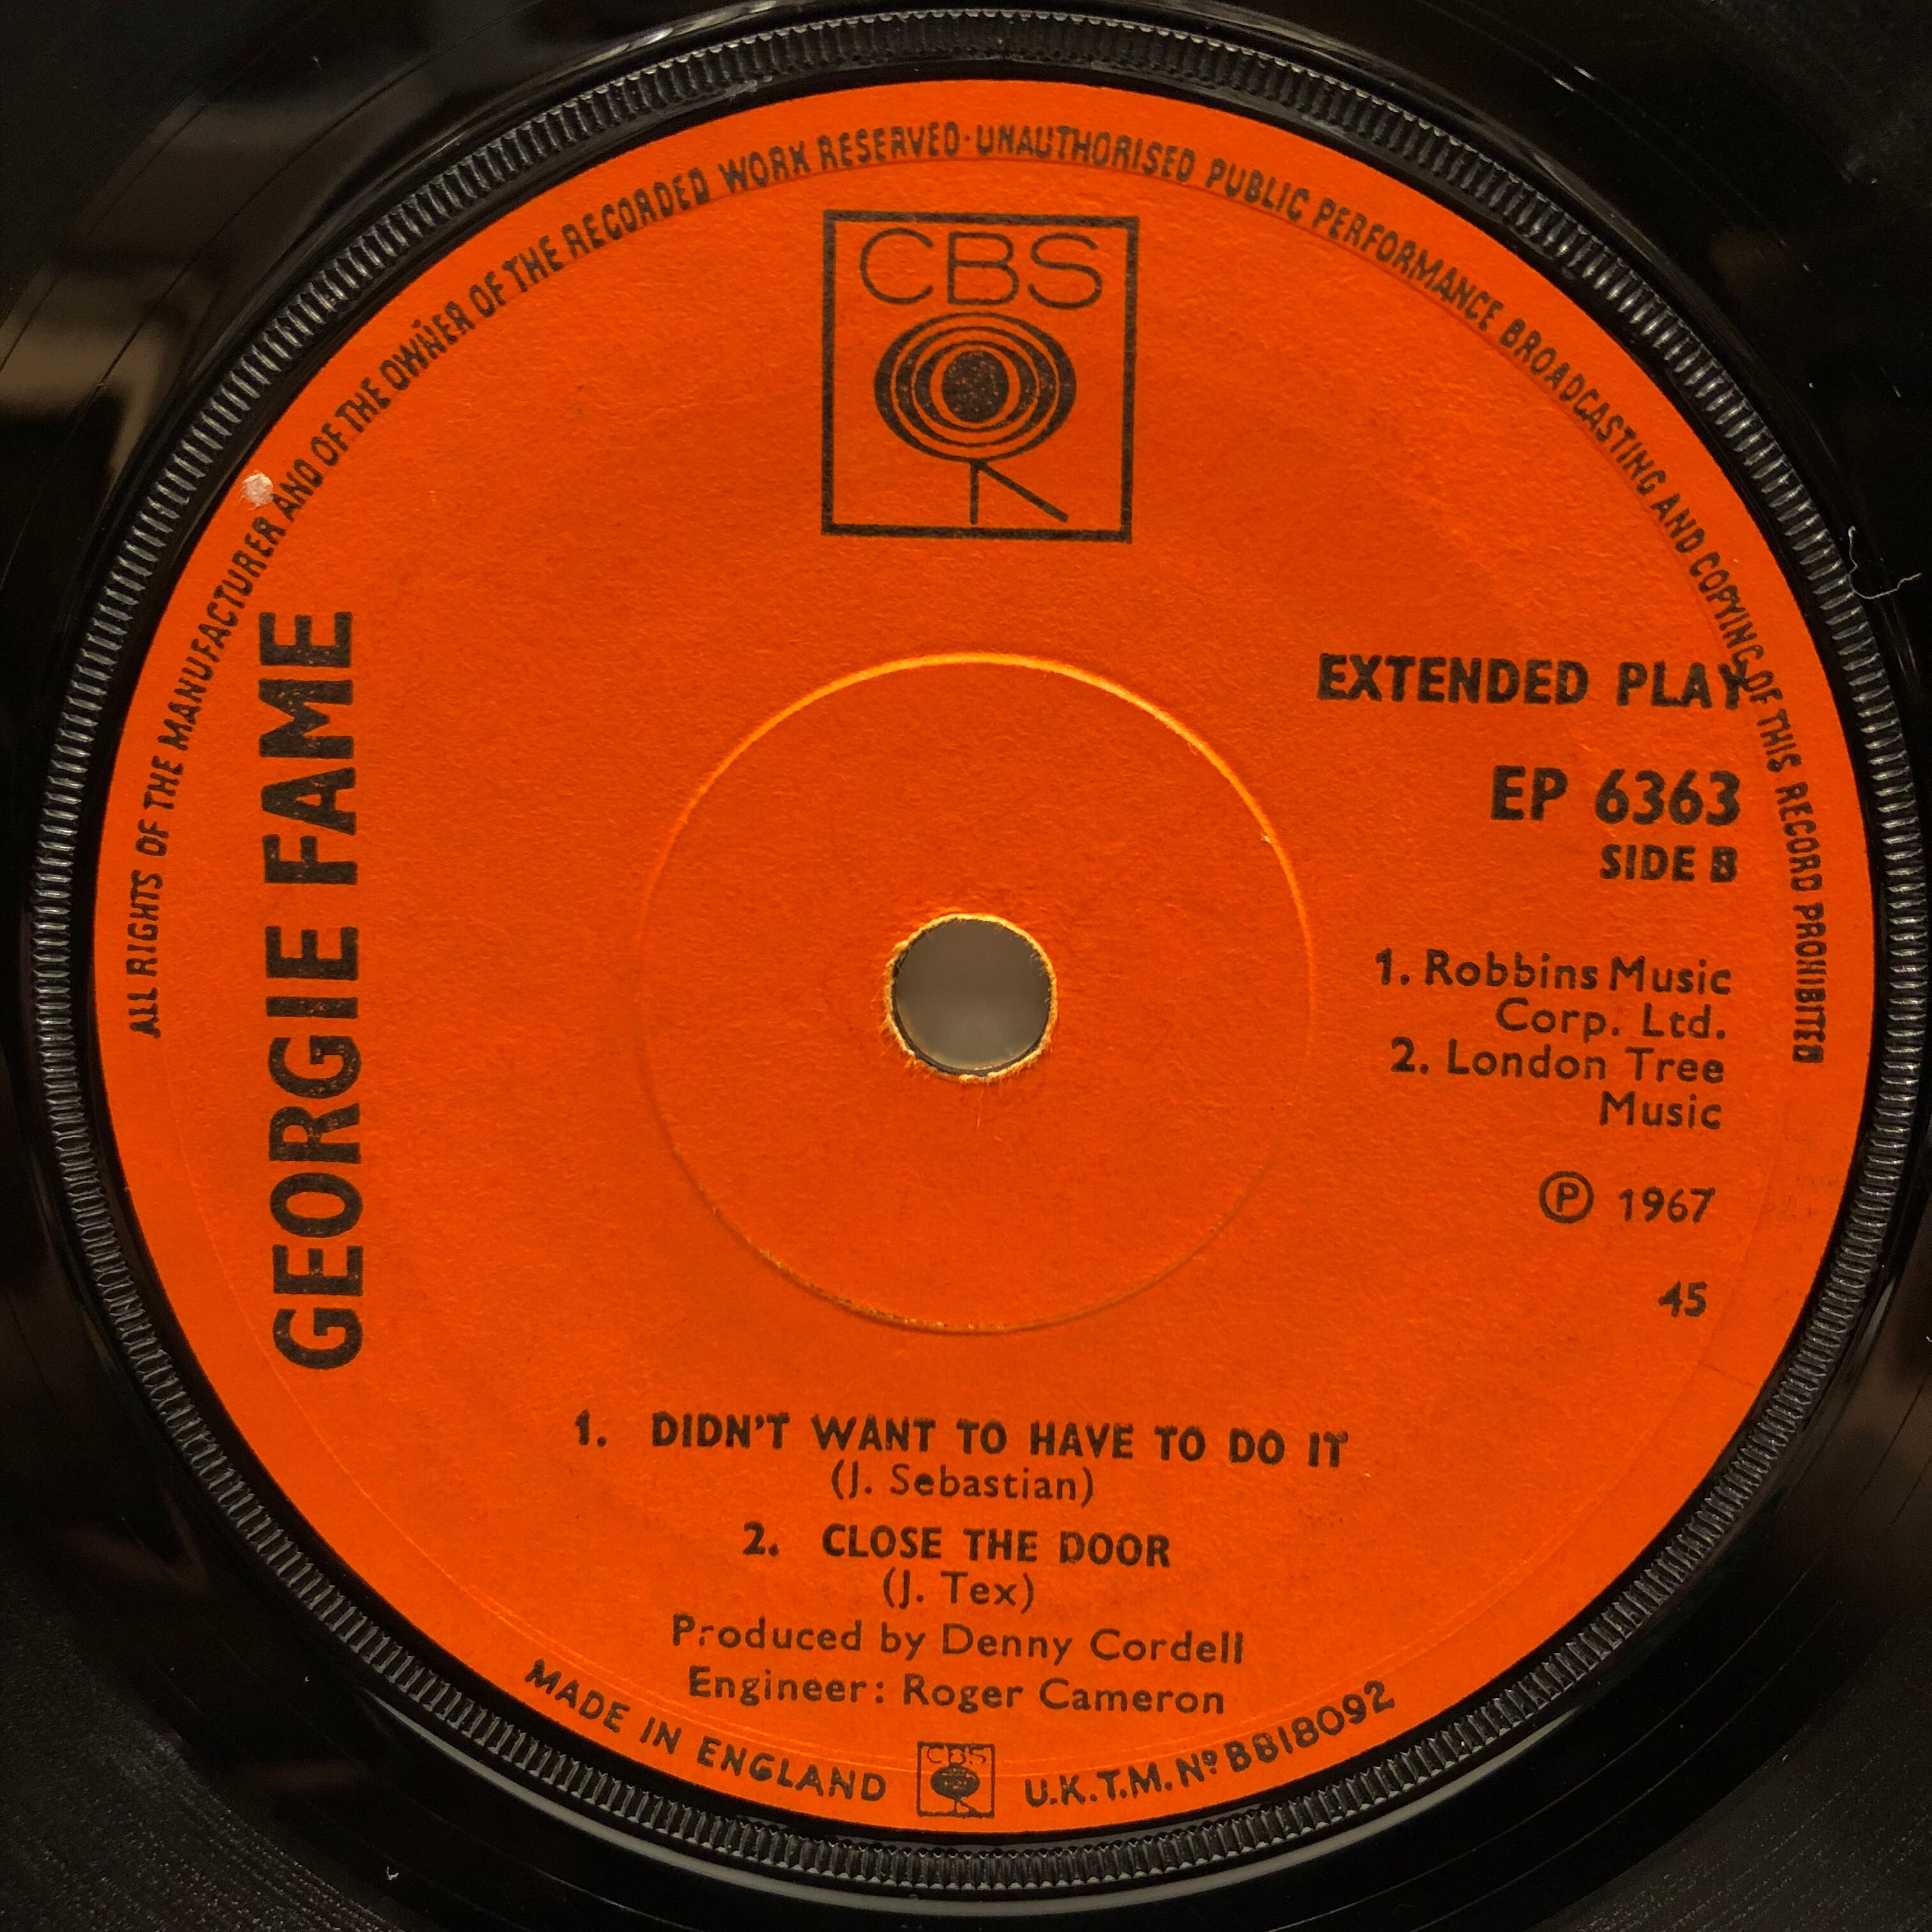 ALL RIGHTS OF THE MANUFACTURER AND OF THE OWNER OF THE RECORDED WORK RESERVED · UNAUTHORISED PUBLIC PERFORMANCE BROADCASTING AND COPYING OF THIS RECORD PROHIBITED
CBS
GEORGIE FAME
EXTENDED PLAY
EP 6363
SIDE B
1. Robbins Music
Corp. Ltd.
2. London Tree
Music
Ⓟ 1967
45
1. DIDN'T WANT TO HAVE TO DO IT
(J. Sebastian)
2. CLOSE THE DOOR
(J. Tex)
Produced by Denny Cordell
Engineer: Roger Cameron
MADE IN ENGLAND CBS U.K.T.M. Nº B818092